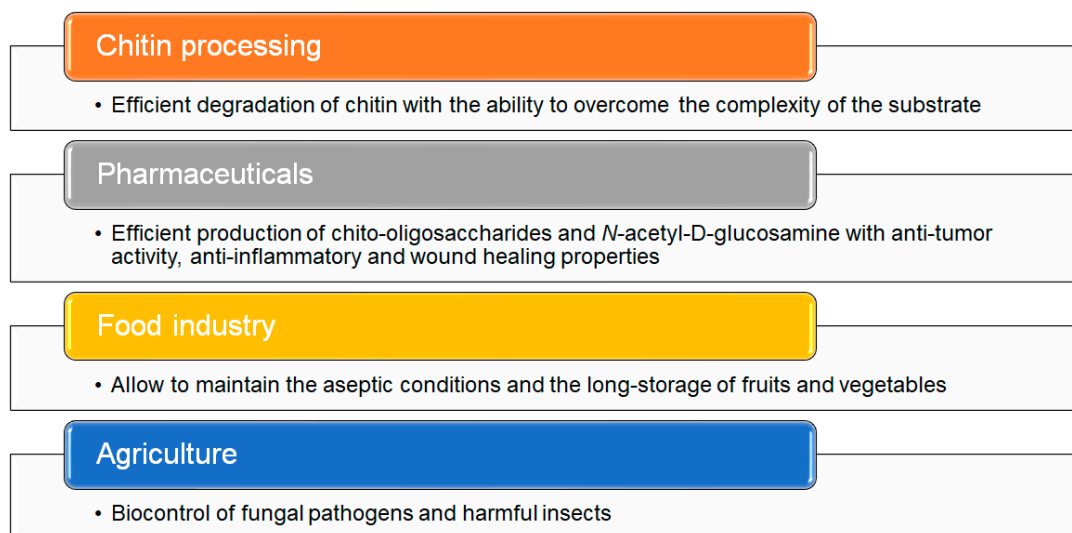 Chitin processing
• Efficient degradation of chitin with the ability to overcome the complexity of the substrate
Pharmaceuticals
• Efficient production of chito-oligosaccharides and N-acetyl-D-glucosamine with anti-tumor
activity, anti-inflammatory and wound healing properties
Food industry
• Allow to maintain the aseptic conditions and the long-storage of fruits and vegetables
Agriculture
• Biocontrol of fungal pathogens and harmful insects